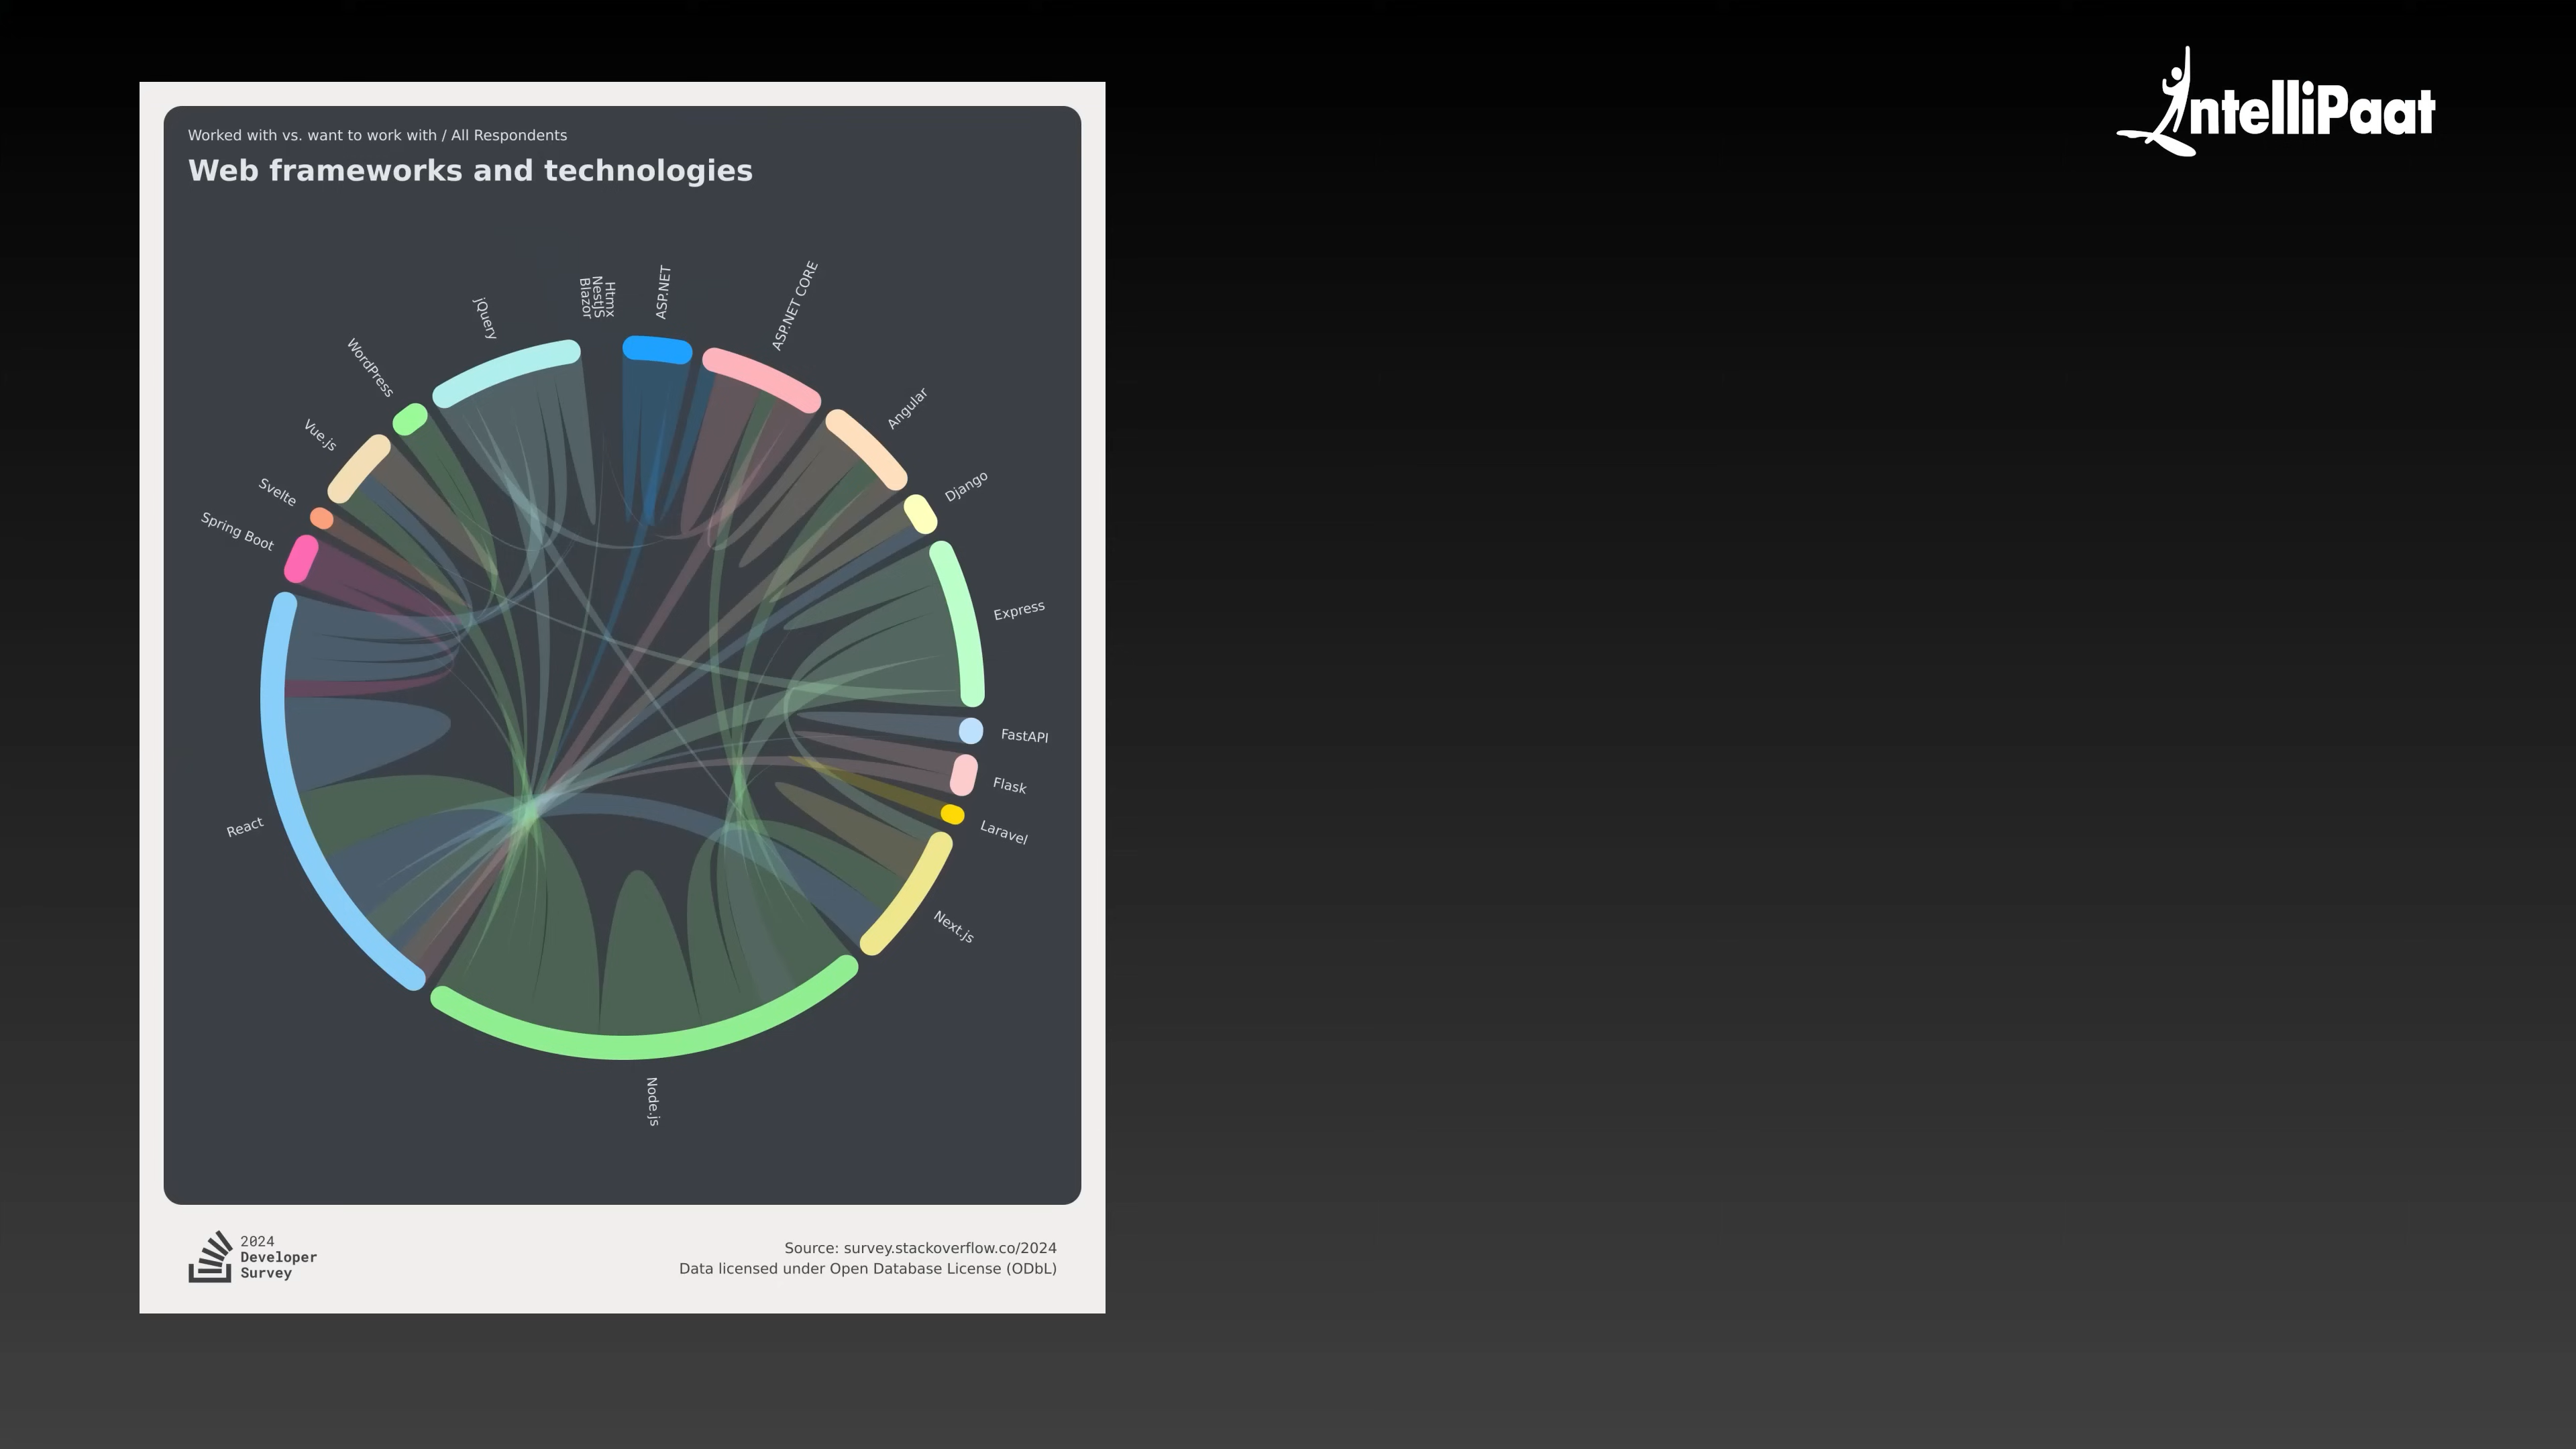 IntelliPaat
Worked with vs. want to work with / All Respondents
Web frameworks and technologies
Htmx
NestJS
Blazor
ASP.NET
ASP.NET CORE
Angular
Django
Express
FastAPI
Flask
Laravel
Next.js
Node.js
React
Spring Boot
Svelte
Vue.js
WordPress
jQuery
2024
Developer
Survey
Source: survey.stackoverflow.co/2024
Data licensed under Open Database License (ODbL)